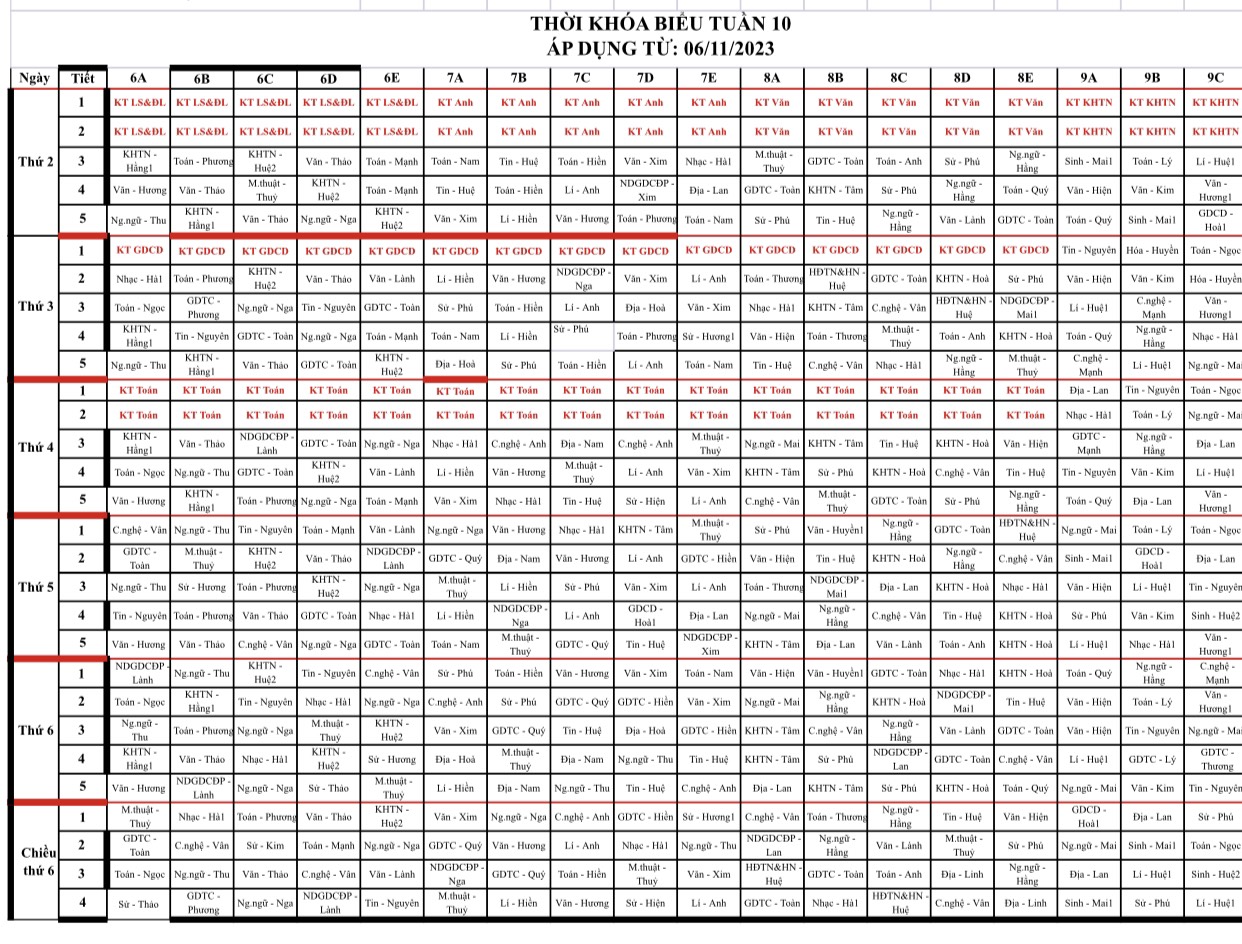 THỜI KHÓA BIỂU TUẦN 10
ÁP DỤNG TỪ: 06/11/2023
Ngày Tiết 6A 6B 6C 6D 6E 7A 7B 7C 7D 7E 8A 8B 8C 8D 8E 9A 9B 9C
Thứ 2
1 KT LS&ĐL KT LS&ĐL KT LS&ĐL KT LS&ĐL KT LS&ĐL KT Anh KT Anh KT Anh KT Anh KT Anh KT Văn KT Văn KT Văn KT Văn KT Văn KT KHTN KT KHTN KT KHTN
2 KT LS&ĐL KT LS&ĐL KT LS&ĐL KT LS&ĐL KT LS&ĐL KT Anh KT Anh KT Anh KT Anh KT Anh KT Văn KT Văn KT Văn KT Văn KT Văn KT KHTN KT KHTN KT KHTN
3 KHTN - Hằng1 Toán - Phương KHTN - Huệ2 Văn - Thảo Toán - Mạnh Toán - Nam Tin - Huệ Toán - Hiền Văn - Xim Nhạc - Hà1 M.thuật - Thuỷ GDTC - Toàn Toán - Anh Sử - Phú Ng.ngữ - Hằng Sinh - Mai1 Toán - Lý Lí - Huệ1
4 Văn - Hương Văn - Thảo M.thuật - Thuỷ KHTN - Huệ2 Toán - Mạnh Tin - Huệ Toán - Hiền Lí - Anh NDGDCĐP - Xim Địa - Lan GDTC - Toàn KHTN - Tâm Sử - Phú Ng.ngữ - Hằng Toán - Quý Văn - Hiện Văn - Kim Văn - Hương1
5 Ng.ngữ - Thu KHTN - Hằng1 Văn - Thảo Ng.ngữ - Nga KHTN - Huệ2 Văn - Xim Lí - Hiền Văn - Hương Toán - Phương Toán - Nam Sử - Phú Tin - Huệ Ng.ngữ - Hằng Văn - Lành GDTC - Toàn Toán - Quý Sinh - Mai1 GDCD - Hoà1
Thứ 3
1 KT GDCD KT GDCD KT GDCD KT GDCD KT GDCD KT GDCD KT GDCD KT GDCD KT GDCD KT GDCD KT GDCD KT GDCD KT GDCD KT GDCD KT GDCD Tin - Nguyên Hóa - Huyền Toán - Ngọc
2 Nhạc - Hà1 Toán - Phương KHTN - Huệ2 Văn - Thảo Văn - Lành Lí - Hiền Văn - Hương NDGDCĐP - Nga Văn - Xim Lí - Anh Toán - Thương HĐTN&HN - Huệ GDTC - Toàn KHTN - Hoà Sử - Phú Văn - Hiện Văn - Kim Hóa - Huyền
3 Toán - Ngọc GDTC - Phương Ng.ngữ - Nga Tin - Nguyên GDTC - Toàn Sử - Phú Toán - Hiền Lí - Anh Địa - Hoà Văn - Xim Nhạc - Hà1 KHTN - Tâm C.nghệ - Vân HĐTN&HN - Huệ NDGDCĐP - Mai1 Lí - Huệ1 C.nghệ - Mạnh Văn - Hương1
4 KHTN - Hằng1 Tin - Nguyên GDTC - Toàn Ng.ngữ - Nga Toán - Mạnh Toán - Nam Lí - Hiền Sử - Phú Toán - Phương Sử - Hương1 Văn - Hiện Toán - Thương M.thuật - Thuỷ Toán - Anh KHTN - Hoà Toán - Quý Ng.ngữ - Hằng Nhạc - Hà1
5 Ng.ngữ - Thu KHTN - Hằng1 Văn - Thảo GDTC - Toàn KHTN - Huệ2 Địa - Hoà Sử - Phú Toán - Hiền Lí - Anh Toán - Nam Tin - Huệ C.nghệ - Vân Nhạc - Hà1 Ng.ngữ - Hằng M.thuật - Thuỷ C.nghệ - Mạnh Lí - Huệ1 Ng.ngữ - Ma
Thứ 4
1 KT Toán KT Toán KT Toán KT Toán KT Toán KT Toán KT Toán KT Toán KT Toán KT Toán KT Toán KT Toán KT Toán KT Toán KT Toán Địa - Lan Tin - Nguyên Toán - Ngọc
2 KT Toán KT Toán KT Toán KT Toán KT Toán KT Toán KT Toán KT Toán KT Toán KT Toán KT Toán KT Toán KT Toán KT Toán KT Toán Nhạc - Hà1 Toán - Lý Ng.ngữ - Ma
3 KHTN - Hằng1 Văn - Thảo NDGDCĐP - Lành GDTC - Toàn Ng.ngữ - Nga Nhạc - Hà1 C.nghệ - Anh Địa - Nam C.nghệ - Anh M.thuật - Thuỷ Ng.ngữ - Mai KHTN - Tâm Tin - Huệ KHTN - Hoà Văn - Hiện GDTC - Mạnh Ng.ngữ - Hằng Địa - Lan
4 Toán - Ngọc Ng.ngữ - Thu GDTC - Toàn KHTN - Huệ2 Văn - Lành Lí - Hiền Văn - Hương M.thuật - Thuỷ Lí - Anh Văn - Xim KHTN - Tâm Sử - Phú KHTN - Hoà C.nghệ - Vân Tin - Huệ Tin - Nguyên Văn - Kim Lí - Huệ1
5 Văn - Hương KHTN - Hằng1 Toán - Phương Ng.ngữ - Nga Toán - Mạnh Văn - Xim Nhạc - Hà1 Tin - Huệ Sử - Hiện Lí - Anh C.nghệ - Vân M.thuật - Thuỷ GDTC - Toàn Sử - Phú Ng.ngữ - Hằng Toán - Quý Địa - Lan Văn - Hương1
Thứ 5
1 C.nghệ - Vân Ng.ngữ - Thu Tin - Nguyên Toán - Mạnh Văn - Lành Ng.ngữ - Nga Văn - Hương Nhạc - Hà1 KHTN - Tâm M.thuật - Thuỷ Sử - Phú Văn - Huyền1 Ng.ngữ - Hằng GDTC - Toàn HĐTN&HN - Huệ Ng.ngữ - Mai Toán - Lý Toán - Ngọc
2 GDTC - Toàn M.thuật - Thuỷ KHTN - Huệ2 Văn - Thảo NDGDCĐP - Lành GDTC - Quý Địa - Nam Văn - Hương Lí - Anh GDTC - Hiền Văn - Hiện Tin - Huệ KHTN - Hoà Ng.ngữ - Hằng C.nghệ - Vân Sinh - Mai1 GDCD - Hoà1 Địa - Lan
3 Ng.ngữ - Thu Sử - Hương Toán - Phương KHTN - Huệ2 Ng.ngữ - Nga M.thuật - Thuỷ Lí - Hiền Sử - Phú Văn - Xim Lí - Anh Toán - Thương NDGDCĐP - Mai1 Địa - Lan KHTN - Hoà Nhạc - Hà1 Văn - Hiện Lí - Huệ1 Tin - Nguyên
4 Tin - Nguyên Toán - Phương Văn - Thảo GDTC - Toàn Nhạc - Hà1 Lí - Hiền NDGDCĐP - Nga Lí - Anh GDCD - Hoà1 Địa - Lan Ng.ngữ - Mai Ng.ngữ - Hằng C.nghệ - Vân Tin - Huệ KHTN - Hoà Sử - Phú Văn - Kim Sinh - Huệ2
5 Văn - Hương Văn - Thảo C.nghệ - Vân Ng.ngữ - Nga GDTC - Toàn Toán - Nam M.thuật - Thuỷ GDTC - Quý Tin - Huệ NDGDCĐP - Xim KHTN - Tâm Địa - Lan Văn - Lành Toán - Anh KHTN - Hoà Lí - Huệ1 Nhạc - Hà1 Văn - Hương1
Thứ 6
1 NDGDCĐP - Lành Ng.ngữ - Thu KHTN - Huệ2 Tin - Nguyên C.nghệ - Vân Sử - Phú Toán - Hiền Văn - Hương Văn - Xim Toán - Nam Văn - Hiện Văn - Huyền1 GDTC - Toàn Nhạc - Hà1 KHTN - Hoà Toán - Quý Ng.ngữ - Hằng C.nghệ - Mạnh
2 Toán - Ngọc KHTN - Hằng1 Tin - Nguyên Nhạc - Hà1 Ng.ngữ - Nga C.nghệ - Anh Sử - Phú GDTC - Quý GDTC - Hiền Văn - Xim Ng.ngữ - Mai Ng.ngữ - Hằng KHTN - Hoà NDGDCĐP - Mai1 Tin - Huệ Văn - Hiện Toán - Lý Văn - Hương1
3 Ng.ngữ - Thu Toán - Phương Ng.ngữ - Nga M.thuật - Thuỷ KHTN - Huệ2 Văn - Xim GDTC - Quý Tin - Huệ Địa - Hoà GDTC - Hiền KHTN - Tâm C.nghệ - Vân Ng.ngữ - Hằng Văn - Lành GDTC - Toàn Văn - Hiện Tin - Nguyên Ng.ngữ - Ma
4 KHTN - Hằng1 Văn - Thảo Nhạc - Hà1 KHTN - Huệ2 Sử - Hương Địa - Hoà M.thuật - Thuỷ Địa - Nam Ng.ngữ - Thu Tin - Huệ KHTN - Tâm Sử - Phú NDGDCĐP - Lan GDTC - Toàn C.nghệ - Vân Lí - Huệ1 GDTC - Lý GDTC - Thương
5 Văn - Hương NDGDCĐP - Lành Ng.ngữ - Nga Sử - Thảo M.thuật - Thuỷ Lí - Hiền Địa - Nam Ng.ngữ - Thu Tin - Huệ C.nghệ - Anh Địa - Lan KHTN - Tâm Sử - Phú KHTN - Hoà Toán - Quý Ng.ngữ - Mai Văn - Kim Tin - Nguyên
Chiều thứ 6
1 M.thuật - Thuỷ Nhạc - Hà1 Toán - Phương Văn - Thảo KHTN - Huệ2 Văn - Xim Ng.ngữ - Nga C.nghệ - Anh GDTC - Hiền Sử - Hương1 C.nghệ - Vân Toán - Thương Ng.ngữ - Hằng Tin - Huệ Văn - Hiện GDCD - Hoà1 Địa - Lan Sử - Phú
2 GDTC - Toàn C.nghệ - Vân Sử - Kim Toán - Mạnh Ng.ngữ - Nga GDTC - Quý Văn - Hương Lí - Anh Nhạc - Hà1 Ng.ngữ - Thu NDGDCĐP - Lan Ng.ngữ - Hằng Văn - Lành M.thuật - Thuỷ Sử - Phú Ng.ngữ - Mai Sinh - Mai1 Toán - Ngọc
3 Toán - Ngọc Văn - Thảo Văn - Thảo C.nghệ - Vân Văn - Lành NDGDCĐP - Nga GDTC - Quý Toán - Hiền M.thuật - Thuỷ Văn - Xim HĐTN&HN - Huệ GDTC - Toàn Toán - Anh Địa - Linh Ng.ngữ - Hằng Địa - Lan Lí - Huệ1 Sinh - Huệ2
4 Sử - Thảo GDTC - Phương Ng.ngữ - Nga NDGDCĐP - Lành Tin - Nguyên M.thuật - Thuỷ Lí - Hiền Văn - Hương Sử - Hiện Lí - Anh GDTC - Toàn Nhạc - Hà1 HĐTN&HN - Huệ C.nghệ - Vân Địa - Linh Sinh - Mai1 Sử - Phú Lí - Huệ1